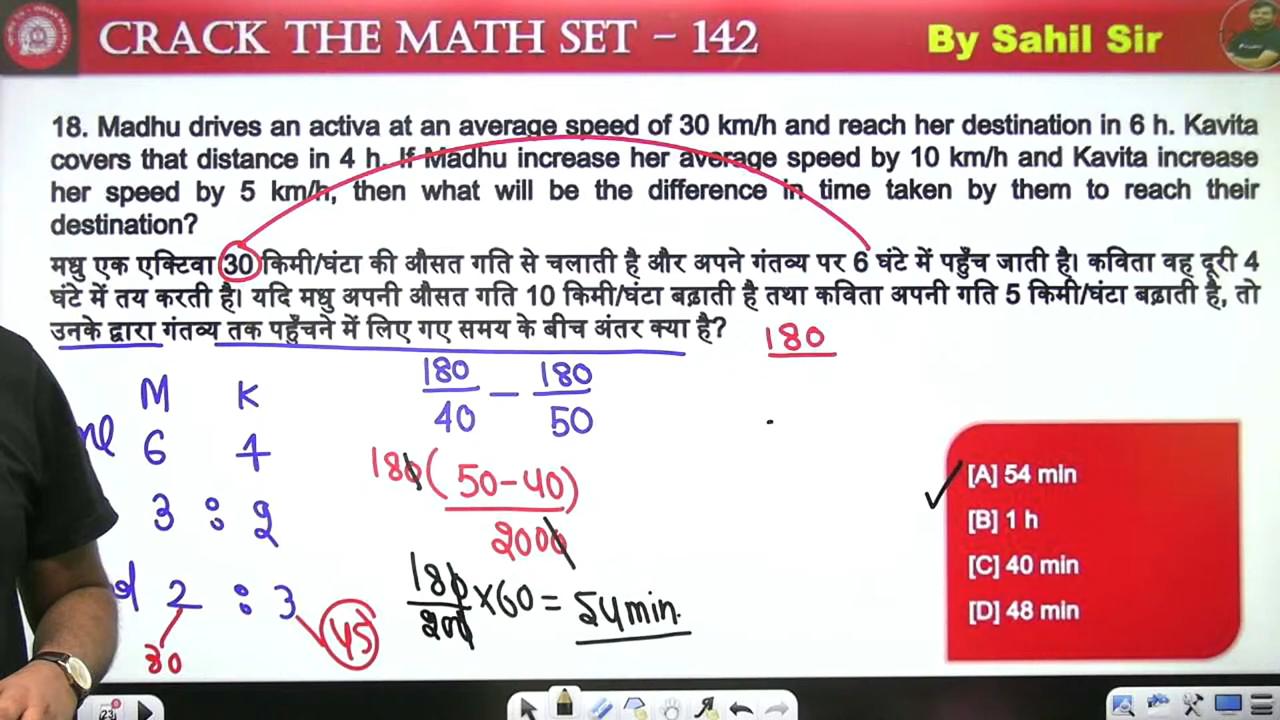 CRACK THE MATH SET – 142
By Sahil Sir
18. Madhu drives an activa at an average speed of 30 km/h and reach her destination in 6 h. Kavita
covers that distance in 4 h. If Madhu increase her average speed by 10 km/h and Kavita increase
her speed by 5 km/h, then what will be the difference in time taken by them to reach their
destination?
मधु एक एक्टिवा 30 किमी/घंटा की औसत गति से चलाती है और अपने गंतव्य पर 6 घंटे में पहुँच जाती है। कविता वह दूरी 4
घंटे में तय करती है। यदि मधु अपनी औसत गति 10 किमी/घंटा बढ़ाती है तथा कविता अपनी गति 5 किमी/घंटा बढ़ाती है, तो
उनके द्वारा गंतव्य तक पहुँचने में लिए गए समय के बीच अंतर क्या है?
180
M K
6 4
3 : 2
2 : 3
30
45
180 – 180
40 50
180 ( 50-40 )
2000
180 x60 = 54min.
200
[A] 54 min
[B] 1 h
[C] 40 min
[D] 48 min
23